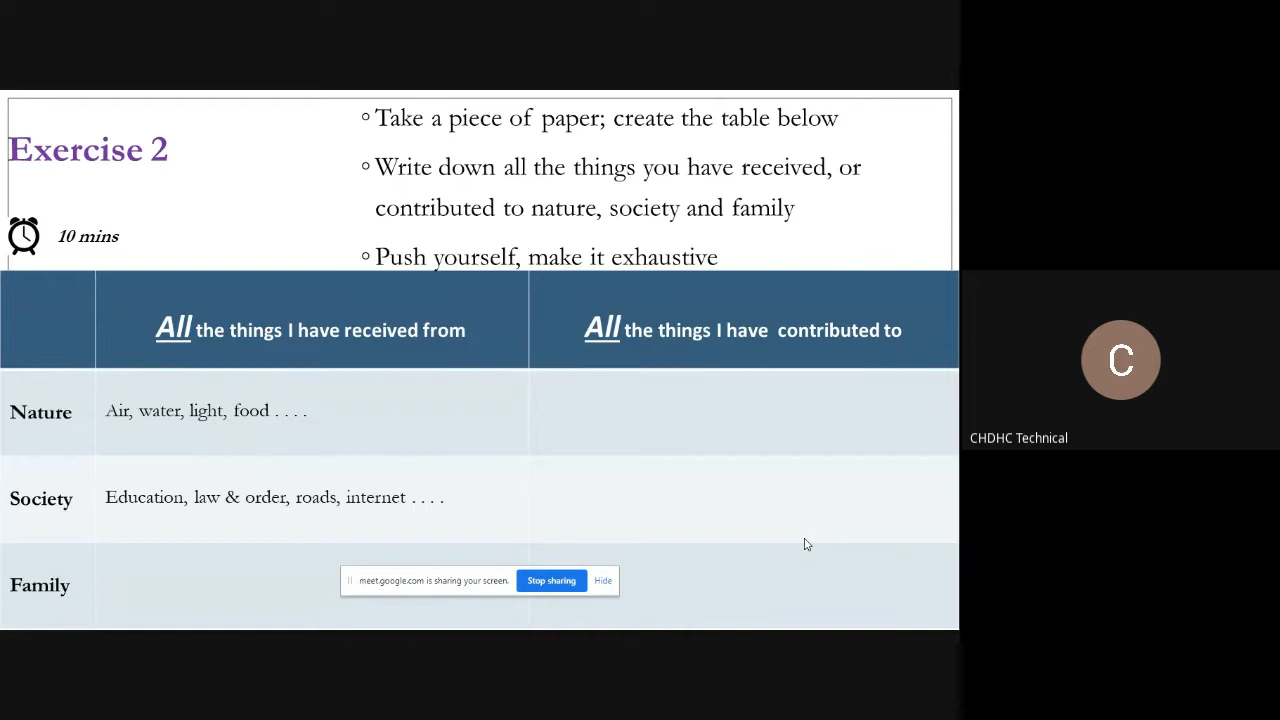 Exercise 2
10 mins
◦ Take a piece of paper; create the table below
◦ Write down all the things you have received, or
contributed to nature, society and family
◦ Push yourself, make it exhaustive
All the things I have received from
All the things I have  contributed to
Nature
Air, water, light, food . . . .
Society
Education, law & order, roads, internet . . . .
Family
meet.google.com is sharing your screen.
Stop sharing
Hide
C
CHDHC Technical